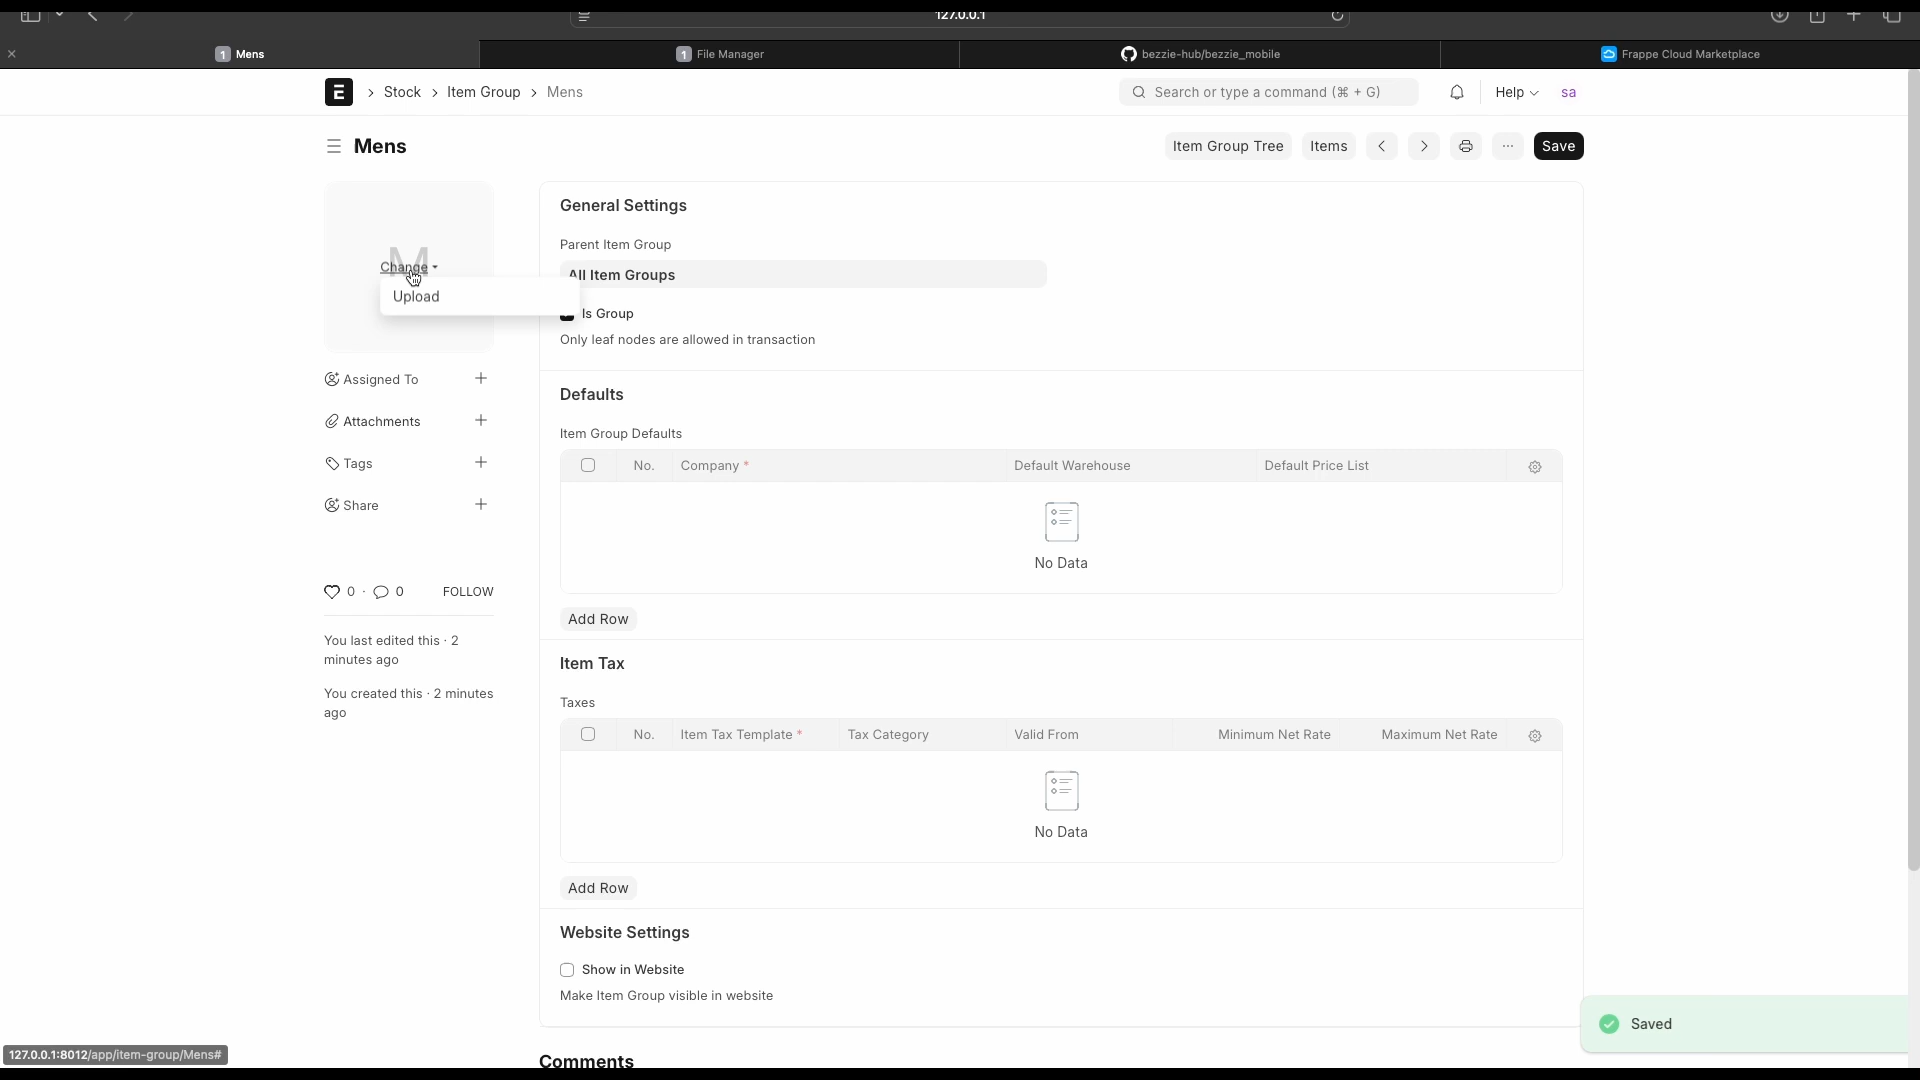 127.0.0.1
1 Mens
1 File Manager
bezzie-hub/bezzie_mobile
Frappe Cloud Marketplace
E
Stock
Item Group
Mens
Search or type a command (⌘ + G)
Help
sa
Mens
Item Group Tree
Items
Save
M
Change
Upload
Assigned To
Attachments
Tags
Share
0 · 0
FOLLOW
You last edited this · 2
minutes ago
You created this · 2 minutes
ago
General Settings
Parent Item Group
All Item Groups
Is Group
Only leaf nodes are allowed in transaction
Defaults
Item Group Defaults
No. Company * Default Warehouse Default Price List
No Data
Add Row
Item Tax
Taxes
No. Item Tax Template * Tax Category Valid From Minimum Net Rate Maximum Net Rate
No Data
Add Row
Website Settings
Show in Website
Make Item Group visible in website
Saved
127.0.0.1:8012/app/item-group/Mens#
Comments